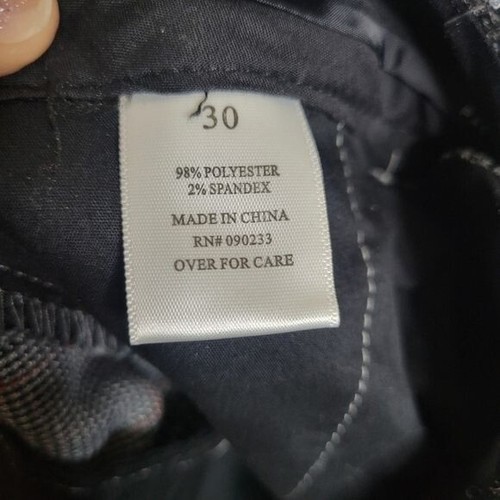 30
98% POLYESTER
2% SPANDEX
MADE IN CHINA
RN# 090233
OVER FOR CARE